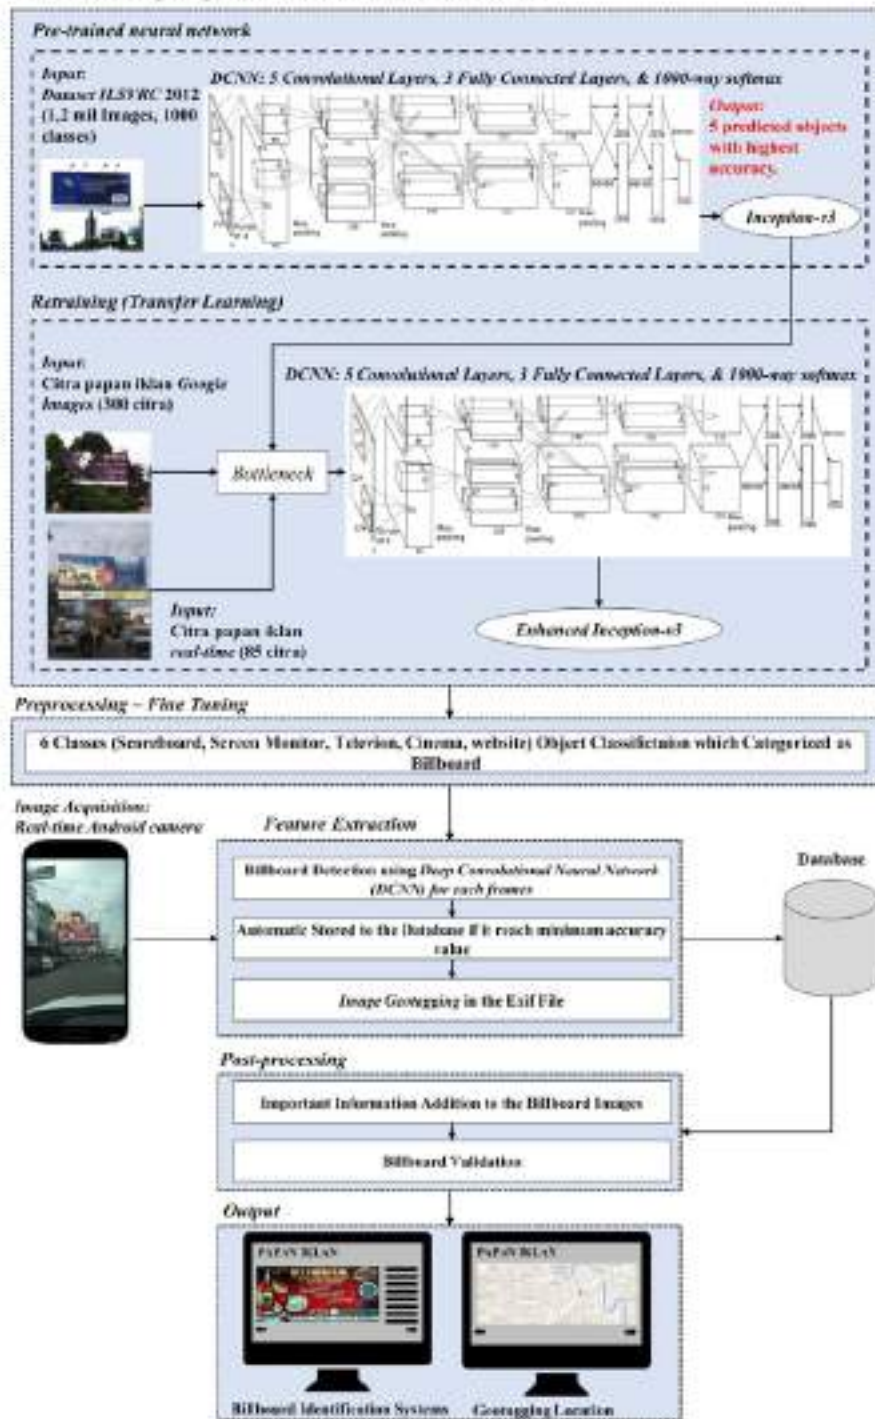 Pre-trained neural network
Input:
Dataset ILSVRC 2012
(1,2 mil Images, 1000
classes)
DCNN: 5 Convolutional Layers, 3 Fully Connected Layers, & 1000-way softmax
Output:
5 predicted objects
with highest
accuracy.
Inception-v3
Retraining (Transfer Learning)
Input:
Citra papan iklan Google
Images (300 citra)
DCNN: 5 Convolutional Layers, 3 Fully Connected Layers, & 1000-way softmax
Bottleneck
Input:
Citra papan iklan
real-time (85 citra)
Enhanced Inception-v3
Preprocessing – Fine Tuning
6 Classes (Scoreboard, Screen Monitor, Televion, Cinema, website) Object Classifictaion which Categorized as
Billboard
Image Acquisition:
Real-time Android camera
Feature Extraction
Billboard Detection using Deep Convolutional Neural Network
(DCNN) for each frames
Automatic Stored to the Database if it reach minimum accuracy
value
Image Geotagging in the Exif File
Database
Post-processing
Important Information Addition to the Billboard Images
Billboard Validation
Output
PAPAN IKLAN
PAPAN IKLAN
Billboard Identification Systems
Geotagging Location